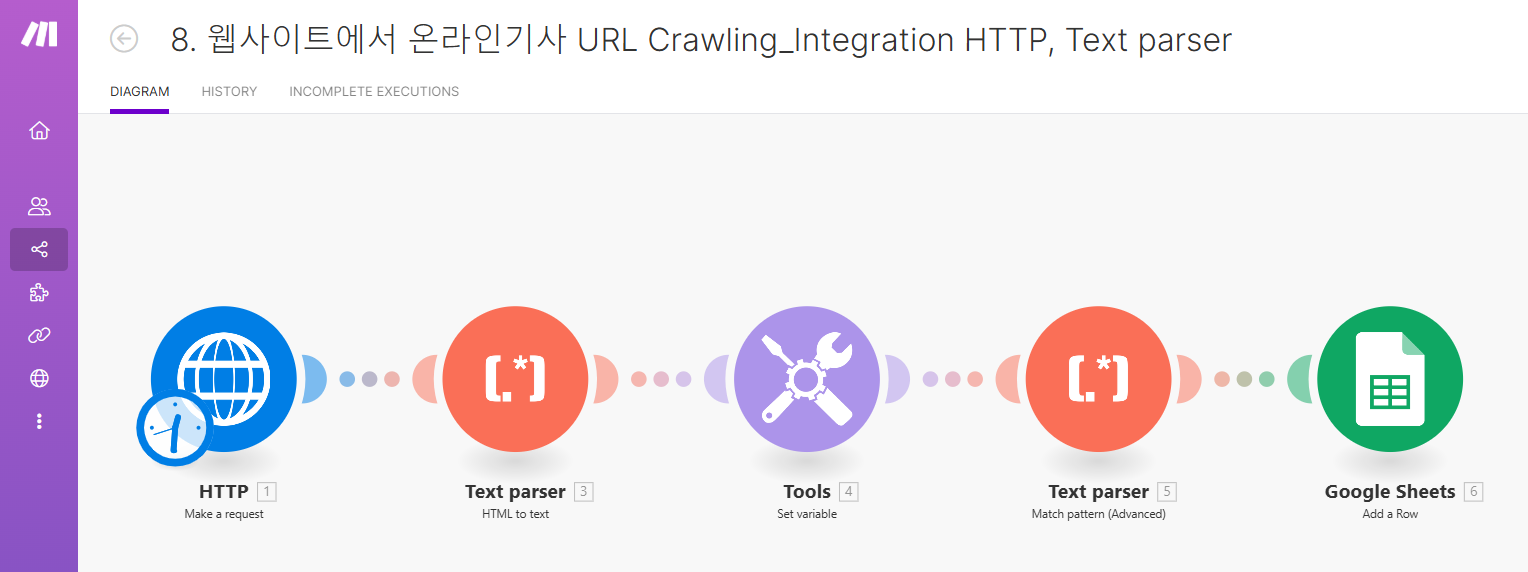 8. 웹사이트에서 온라인기사 URL Crawling_Integration HTTP, Text parser
DIAGRAM HISTORY INCOMPLETE EXECUTIONS
[.*] [.*]
HTTP 1 Text parser 3 Tools 4 Text parser 5 Google Sheets 6
Make a request HTML to text Set variable Match pattern (Advanced) Add a Row